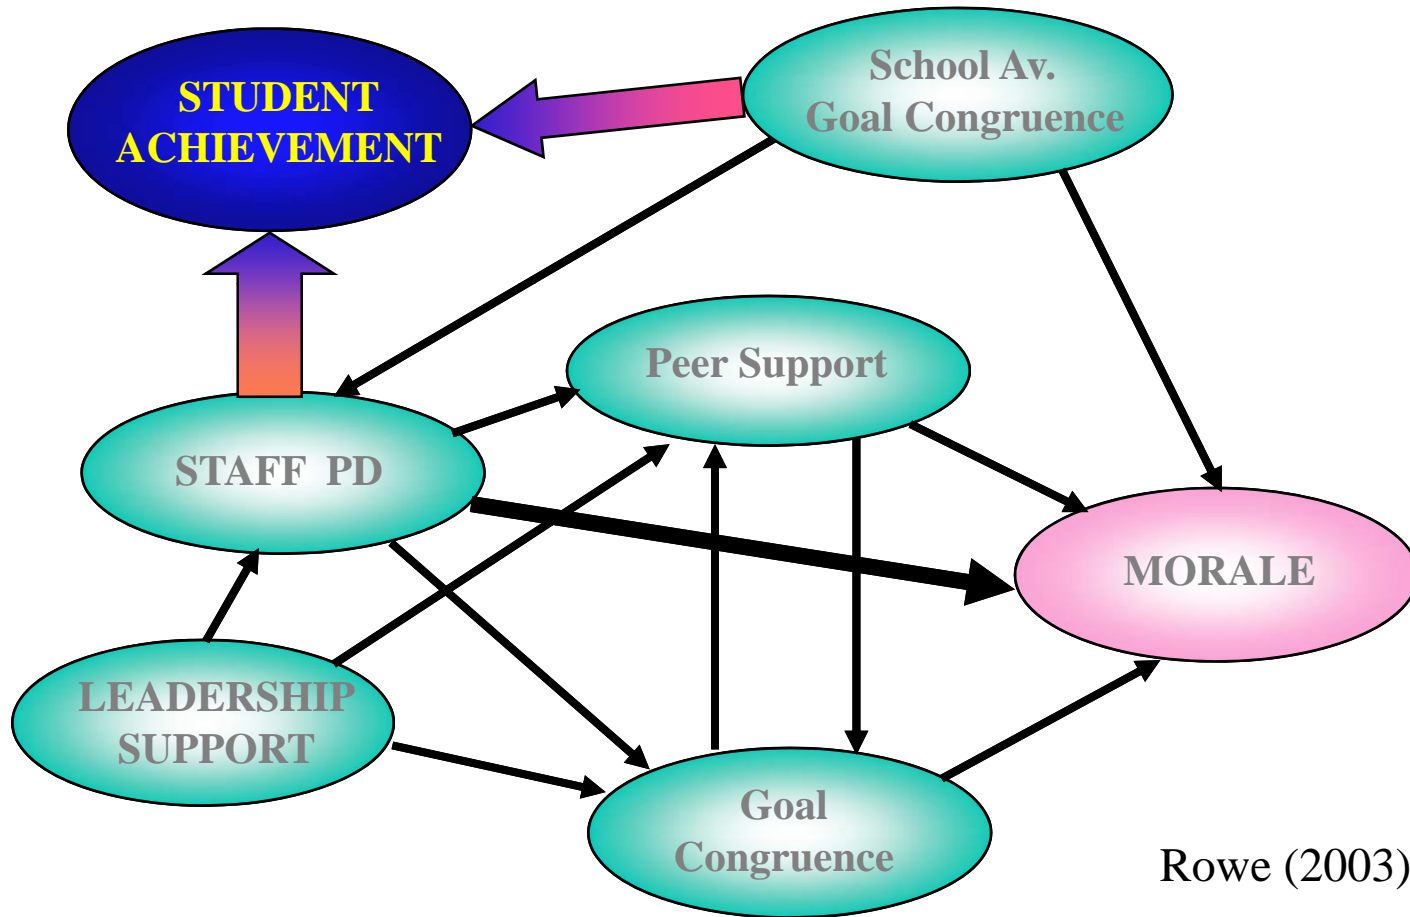 STUDENT
ACHIEVEMENT
School Av.
Goal Congruence
Peer Support
STAFF PD
MORALE
LEADERSHIP
SUPPORT
Goal
Congruence
Rowe (2003)